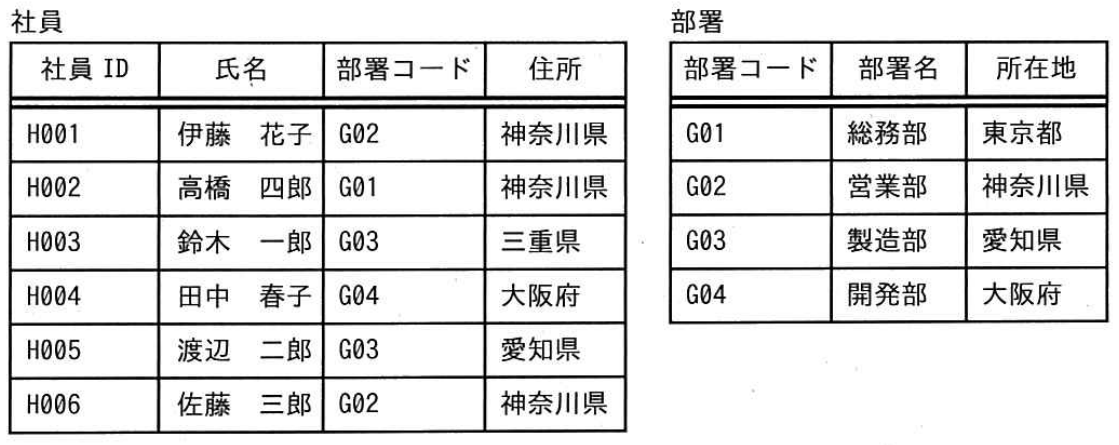 社員
社員 ID 氏名 部署コード 住所
H001 伊藤 花子 G02 神奈川県
H002 高橋 四郎 G01 神奈川県
H003 鈴木 一郎 G03 三重県
H004 田中 春子 G04 大阪府
H005 渡辺 二郎 G03 愛知県
H006 佐藤 三郎 G02 神奈川県
部署
部署コード 部署名 所在地
G01 総務部 東京都
G02 営業部 神奈川県
G03 製造部 愛知県
G04 開発部 大阪府